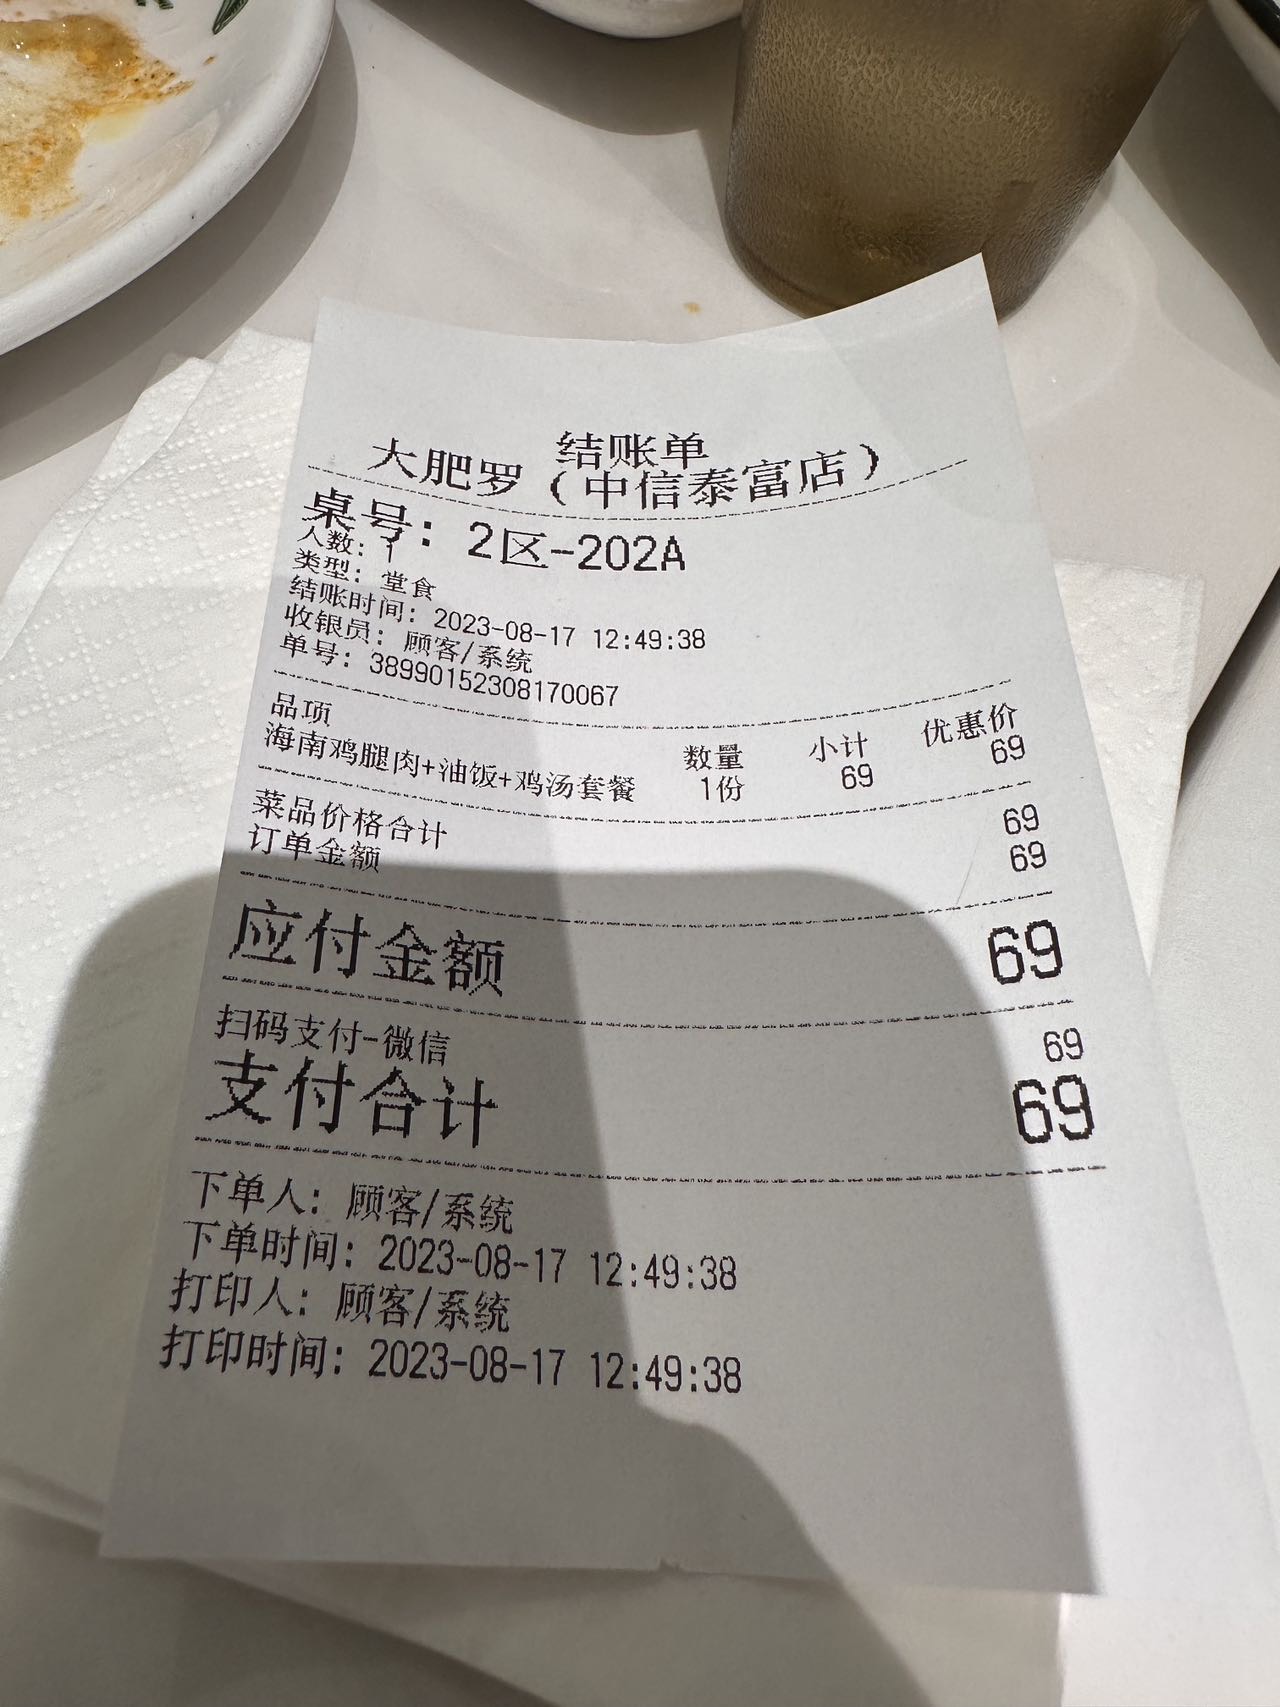 结账单
大肥罗（中信泰富店）
桌号：2区-202A
人数：1
类型：堂食
结账时间：2023-08-17 12:49:38
收银员：顾客/系统
单号：38990152308170067
品项 数量 小计 优惠价
海南鸡腿肉+油饭+鸡汤套餐 1份 69 69
菜品价格合计 69
订单金额 69
应付金额 69
扫码支付-微信 69
支付合计 69
下单人：顾客/系统
下单时间：2023-08-17 12:49:38
打印人：顾客/系统
打印时间：2023-08-17 12:49:38